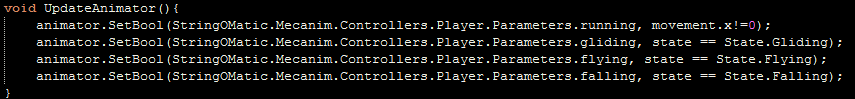 void UpdateAnimator(){
animator.SetBool(StringOMatic.Mecanim.Controllers.Player.Parameters.running, movement.x!=0);
animator.SetBool(StringOMatic.Mecanim.Controllers.Player.Parameters.gliding, state == State.Gliding);
animator.SetBool(StringOMatic.Mecanim.Controllers.Player.Parameters.flying, state == State.Flying);
animator.SetBool(StringOMatic.Mecanim.Controllers.Player.Parameters.falling, state == State.Falling);
}